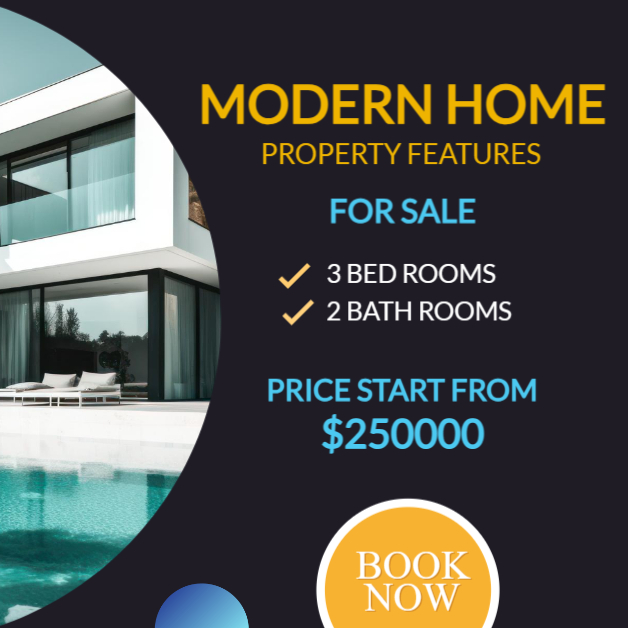 MODERN HOME
PROPERTY FEATURES
FOR SALE
3 BED ROOMS
2 BATH ROOMS
PRICE START FROM
$250000
BOOK
NOW